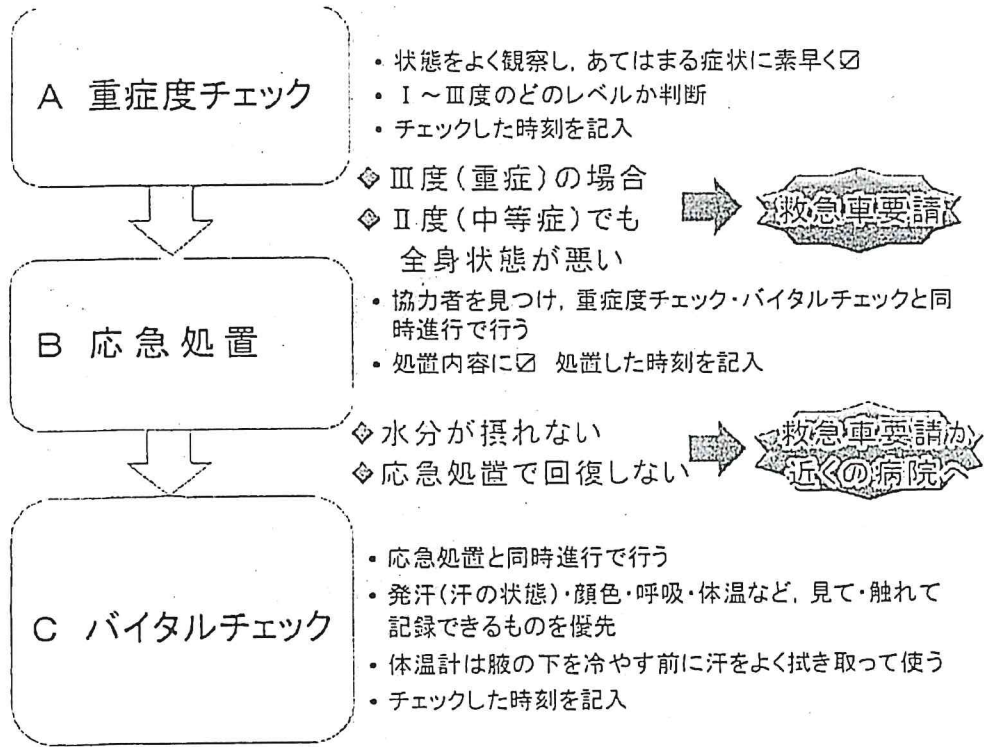 A 重症度チェック
・状態をよく観察し，あてはまる症状に素早く☑
・Ⅰ～Ⅲ度のどのレベルか判断
・チェックした時刻を記入
❖Ⅲ度（重症）の場合
❖Ⅱ度（中等症）でも
全身状態が悪い
救急車要請
B 応急処置
・協力者を見つけ，重症度チェック・バイタルチェックと同
時進行で行う
・処置内容に☑ 処置した時刻を記入
❖水分が摂れない
❖応急処置で回復しない
救急車要請か
近くの病院へ
C バイタルチェック
・応急処置と同時進行で行う
・発汗（汗の状態）・顔色・呼吸・体温など，見て・触れて
記録できるものを優先
・体温計は腋の下を冷やす前に汗をよく拭き取って使う
・チェックした時刻を記入